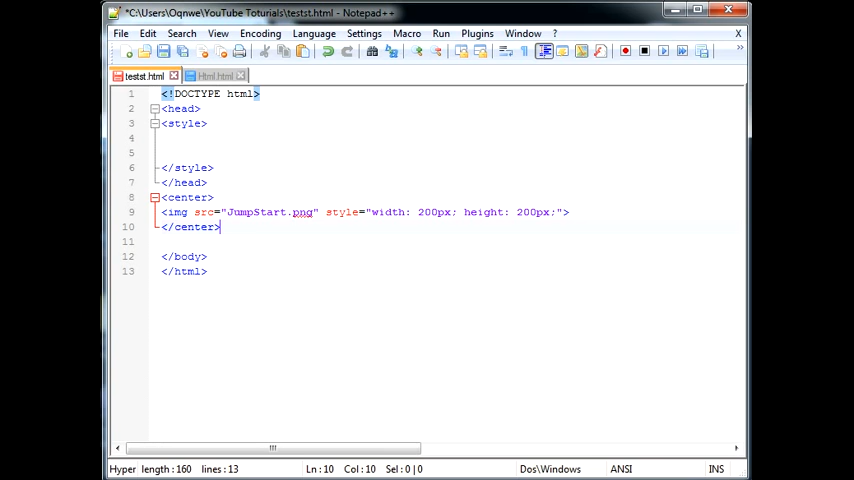 *C:\Users\Oqnwe\YouTube Toturials\testst.html - Notepad++
File Edit Search View Encoding Language Settings Macro Run Plugins Window ? X
testst.html Html.html
1 <!DOCTYPE html>
2 <head>
3 <style>
4
5
6 </style>
7 </head>
8 <center>
9 <img src="JumpStart.png" style="width: 200px; height: 200px;">
10 </center>
11
12 </body>
13 </html>
Hyper length:160 lines:13 Ln:10 Col:10 Sel:0|0 Dos\Windows ANSI INS